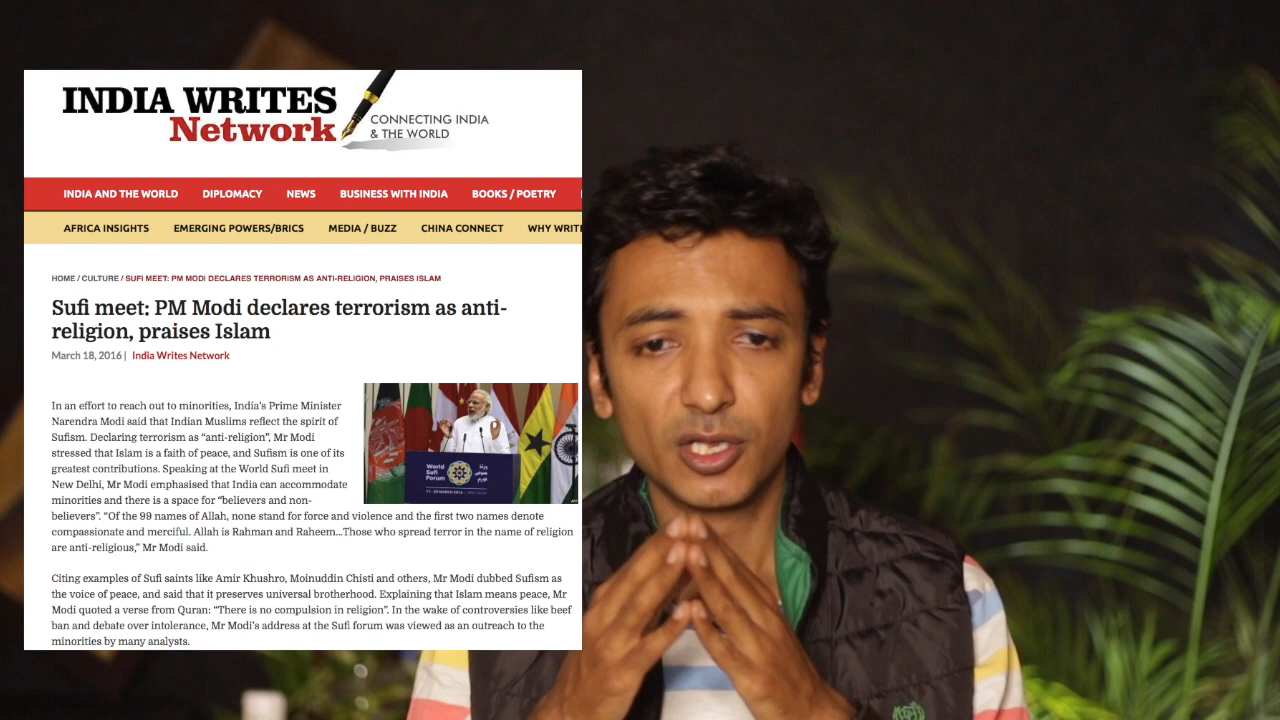 INDIA WRITES
Network
CONNECTING INDIA
& THE WORLD
INDIA AND THE WORLD DIPLOMACY NEWS BUSINESS WITH INDIA BOOKS / POETRY
AFRICA INSIGHTS EMERGING POWERS/BRICS MEDIA / BUZZ CHINA CONNECT WHY WRIT
HOME / CULTURE / SUFI MEET: PM MODI DECLARES TERRORISM AS ANTI-RELIGION, PRAISES ISLAM
Sufi meet: PM Modi declares terrorism as anti-
religion, praises Islam
March 18, 2016 | India Writes Network
In an effort to reach out to minorities, India's Prime Minister
Narendra Modi said that Indian Muslims reflect the spirit of
Sufism. Declaring terrorism as "anti-religion", Mr Modi
stressed that Islam is a faith of peace, and Sufism is one of its
greatest contributions. Speaking at the World Sufi meet in
New Delhi, Mr Modi emphasised that India can accommodate
minorities and there is a space for "believers and non-
believers". "Of the 99 names of Allah, none stand for force and violence and the first two names denote
compassionate and merciful. Allah is Rahman and Raheem...Those who spread terror in the name of religion
are anti-religious," Mr Modi said.
World
Sufi
Forum
Citing examples of Sufi saints like Amir Khushro, Moinuddin Chisti and others, Mr Modi dubbed Sufism as
the voice of peace, and said that it preserves universal brotherhood. Explaining that Islam means peace, Mr
Modi quoted a verse from Quran: "There is no compulsion in religion". In the wake of controversies like beef
ban and debate over intolerance, Mr Modi's address at the Sufi forum was viewed as an outreach to the
minorities by many analysts.